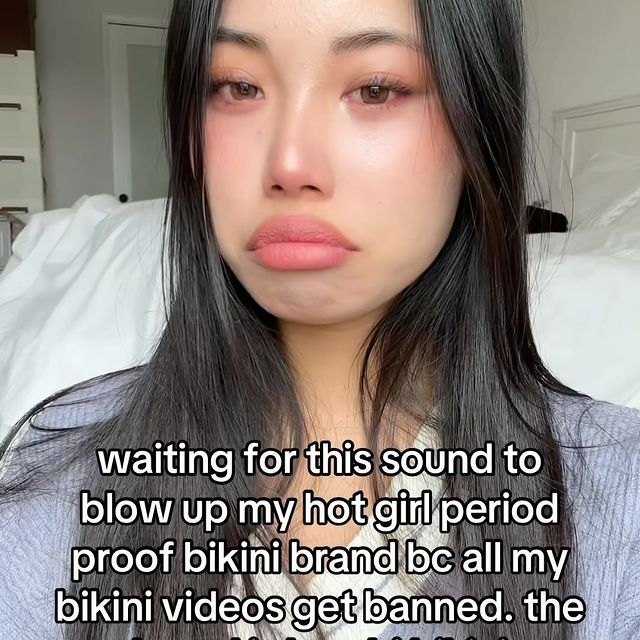 waiting for this sound to
blow up my hot girl period
proof bikini brand bc all my
bikini videos get banned. the